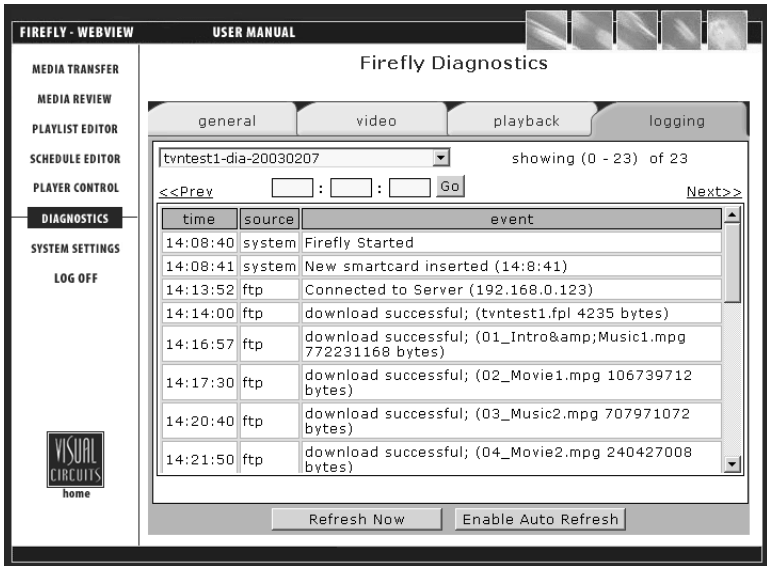 FIREFLY - WEBVIEW
USER MANUAL
MEDIA TRANSFER
MEDIA REVIEW
PLAYLIST EDITOR
SCHEDULE EDITOR
PLAYER CONTROL
DIAGNOSTICS
SYSTEM SETTINGS
LOG OFF
VISUAL
CIRCUITS
home
Firefly Diagnostics
general video playback logging
tvntest1-dia-20030207
showing (0 - 23) of 23
<<Prev : : Go Next>>
time source event
14:08:40 system Firefly Started
14:08:41 system New smartcard inserted (14:8:41)
14:13:52 ftp Connected to Server (192.168.0.123)
14:14:00 ftp download successful; (tvntest1.fpl 4235 bytes)
14:16:57 ftp download successful; (01_Intro&amp;Music1.mpg
772231168 bytes)
14:17:30 ftp download successful; (02_Movie1.mpg 106739712
bytes)
14:20:40 ftp download successful; (03_Music2.mpg 707971072
bytes)
14:21:50 ftp download successful; (04_Movie2.mpg 240427008
bytes)
Refresh Now Enable Auto Refresh